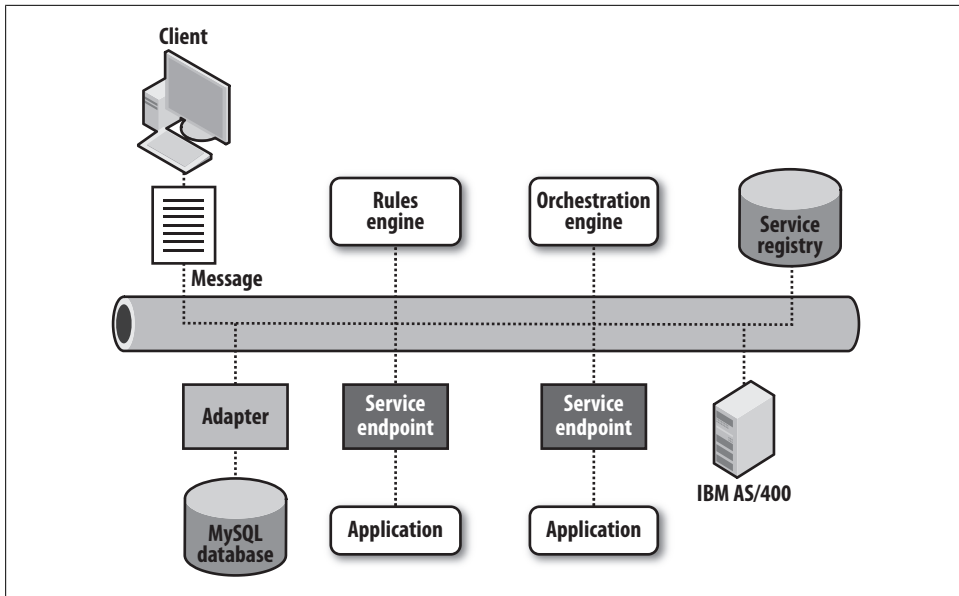 Client
Rules
engine
Orchestration
engine
Service
registry
Message
Adapter
Service
endpoint
Service
endpoint
IBM AS/400
MySQL
database
Application
Application